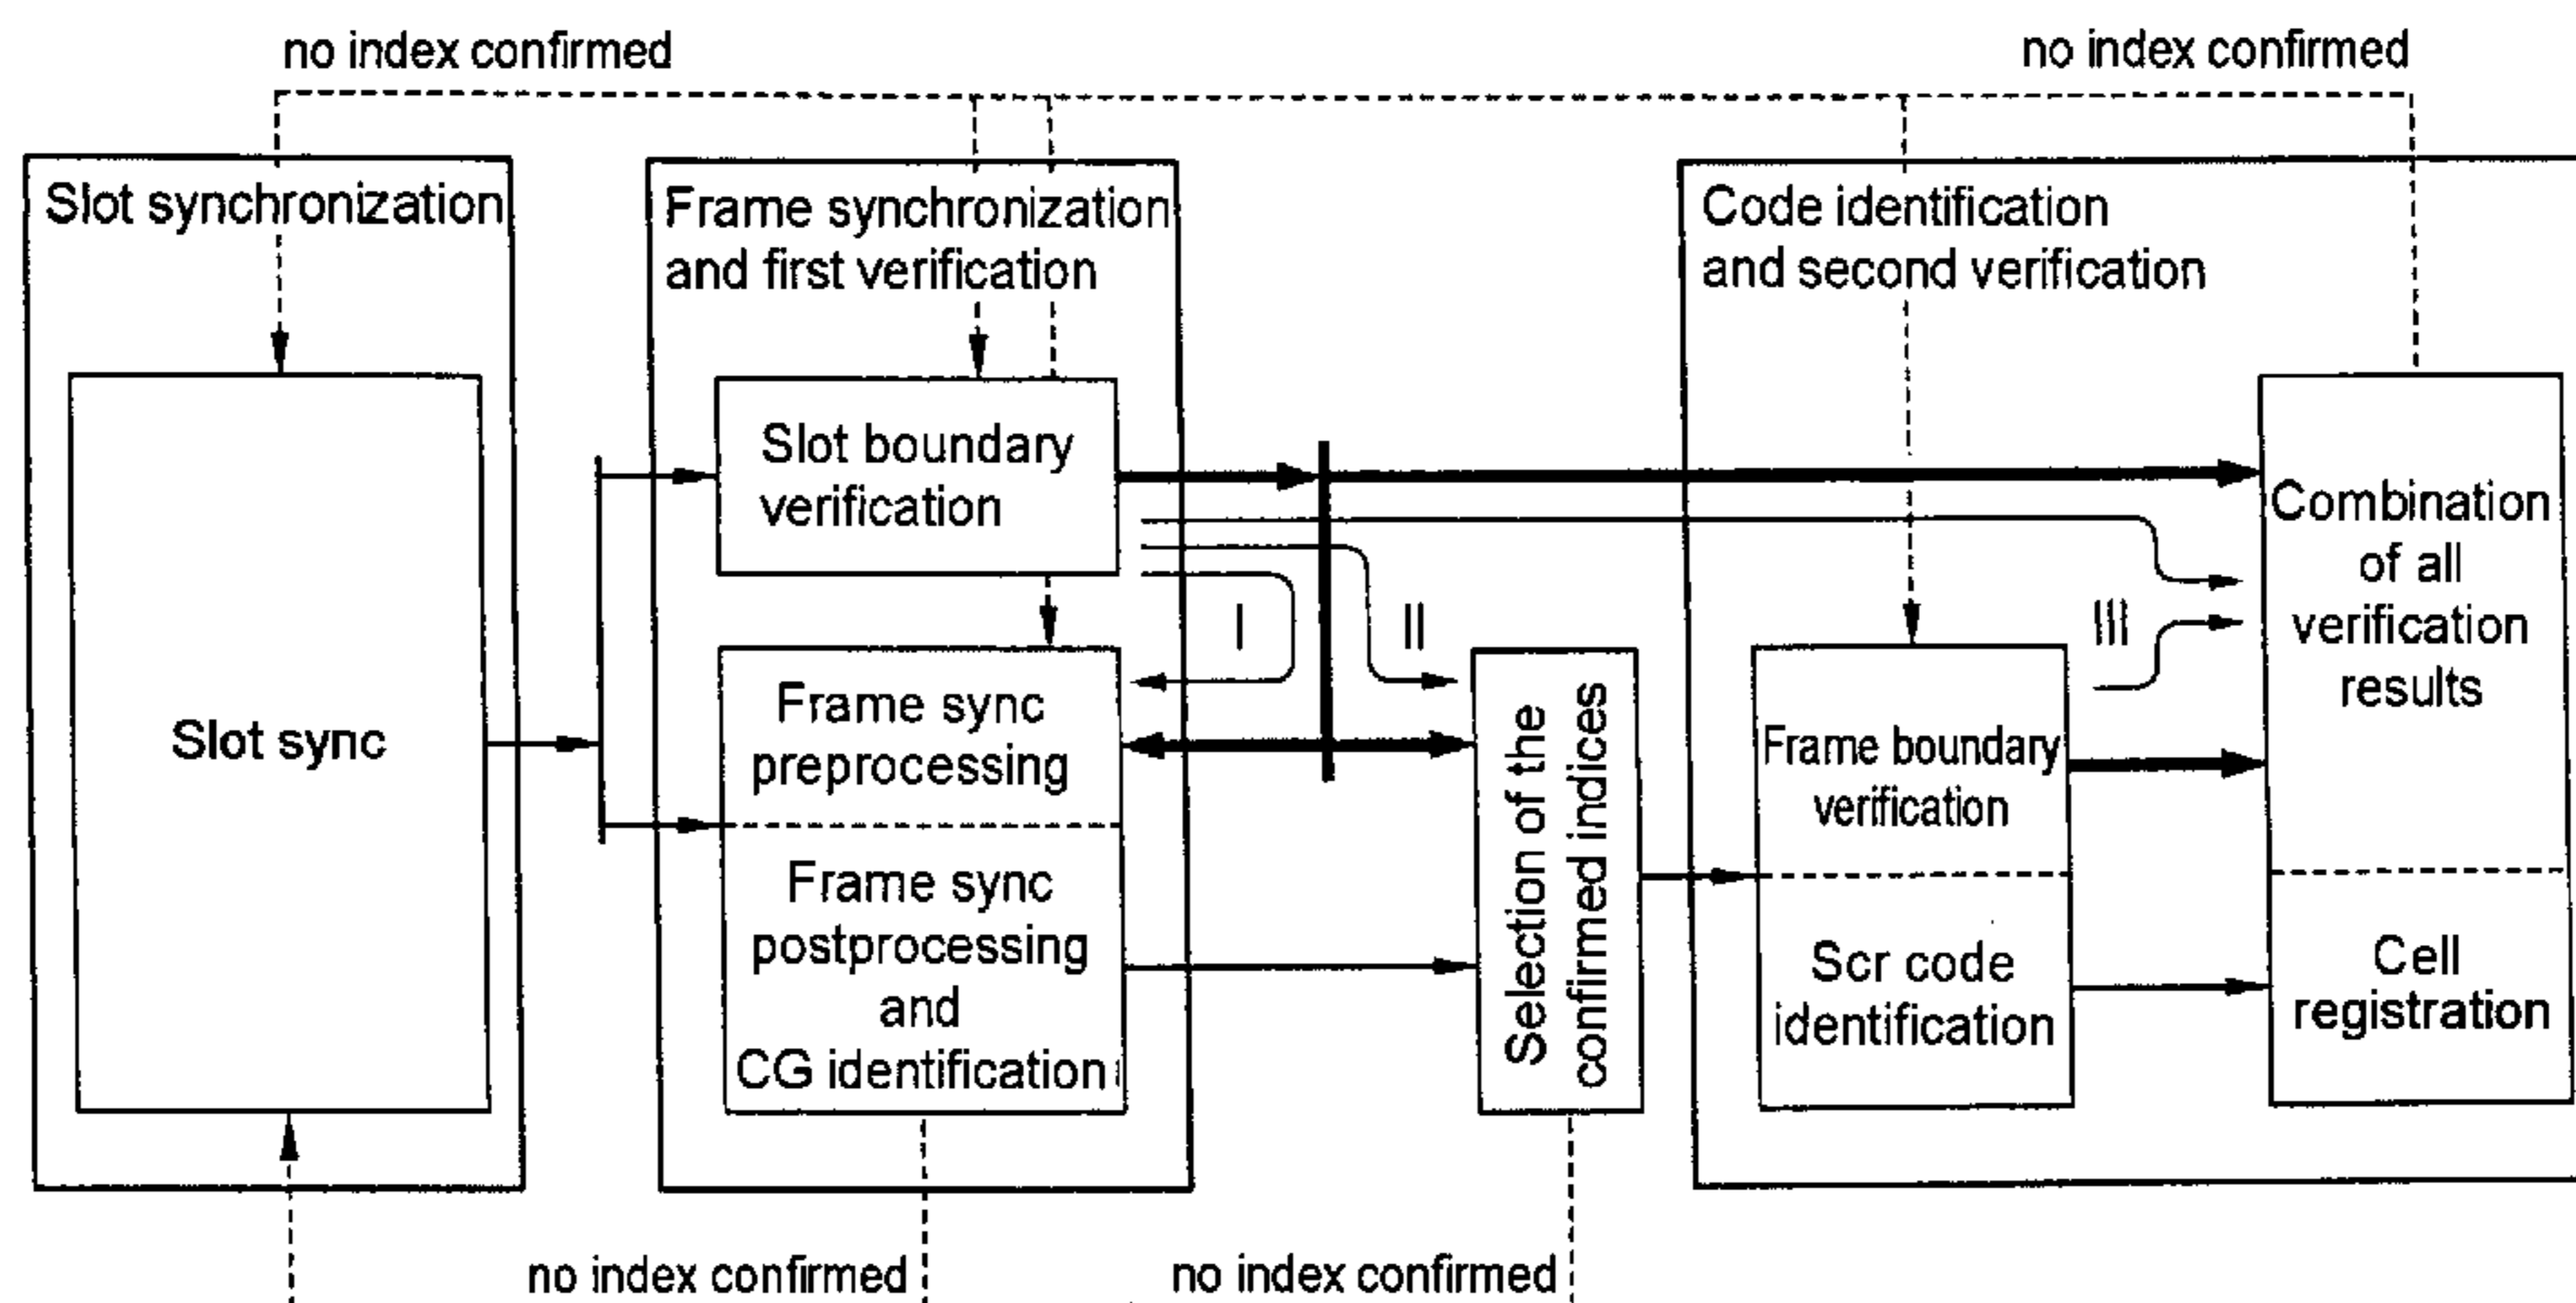 no index confirmed
no index confirmed
Slot synchronization
Slot sync
Frame synchronization
and first verification
Slot boundary
verification
Frame sync
preprocessing
Frame sync
postprocessing
and
CG identification
I
II
Selection of the
confirmed indices
Code identification
and second verification
Frame boundary
verification
Scr code
identification
III
Combination
of all
verification
results
Cell
registration
no index confirmed
no index confirmed